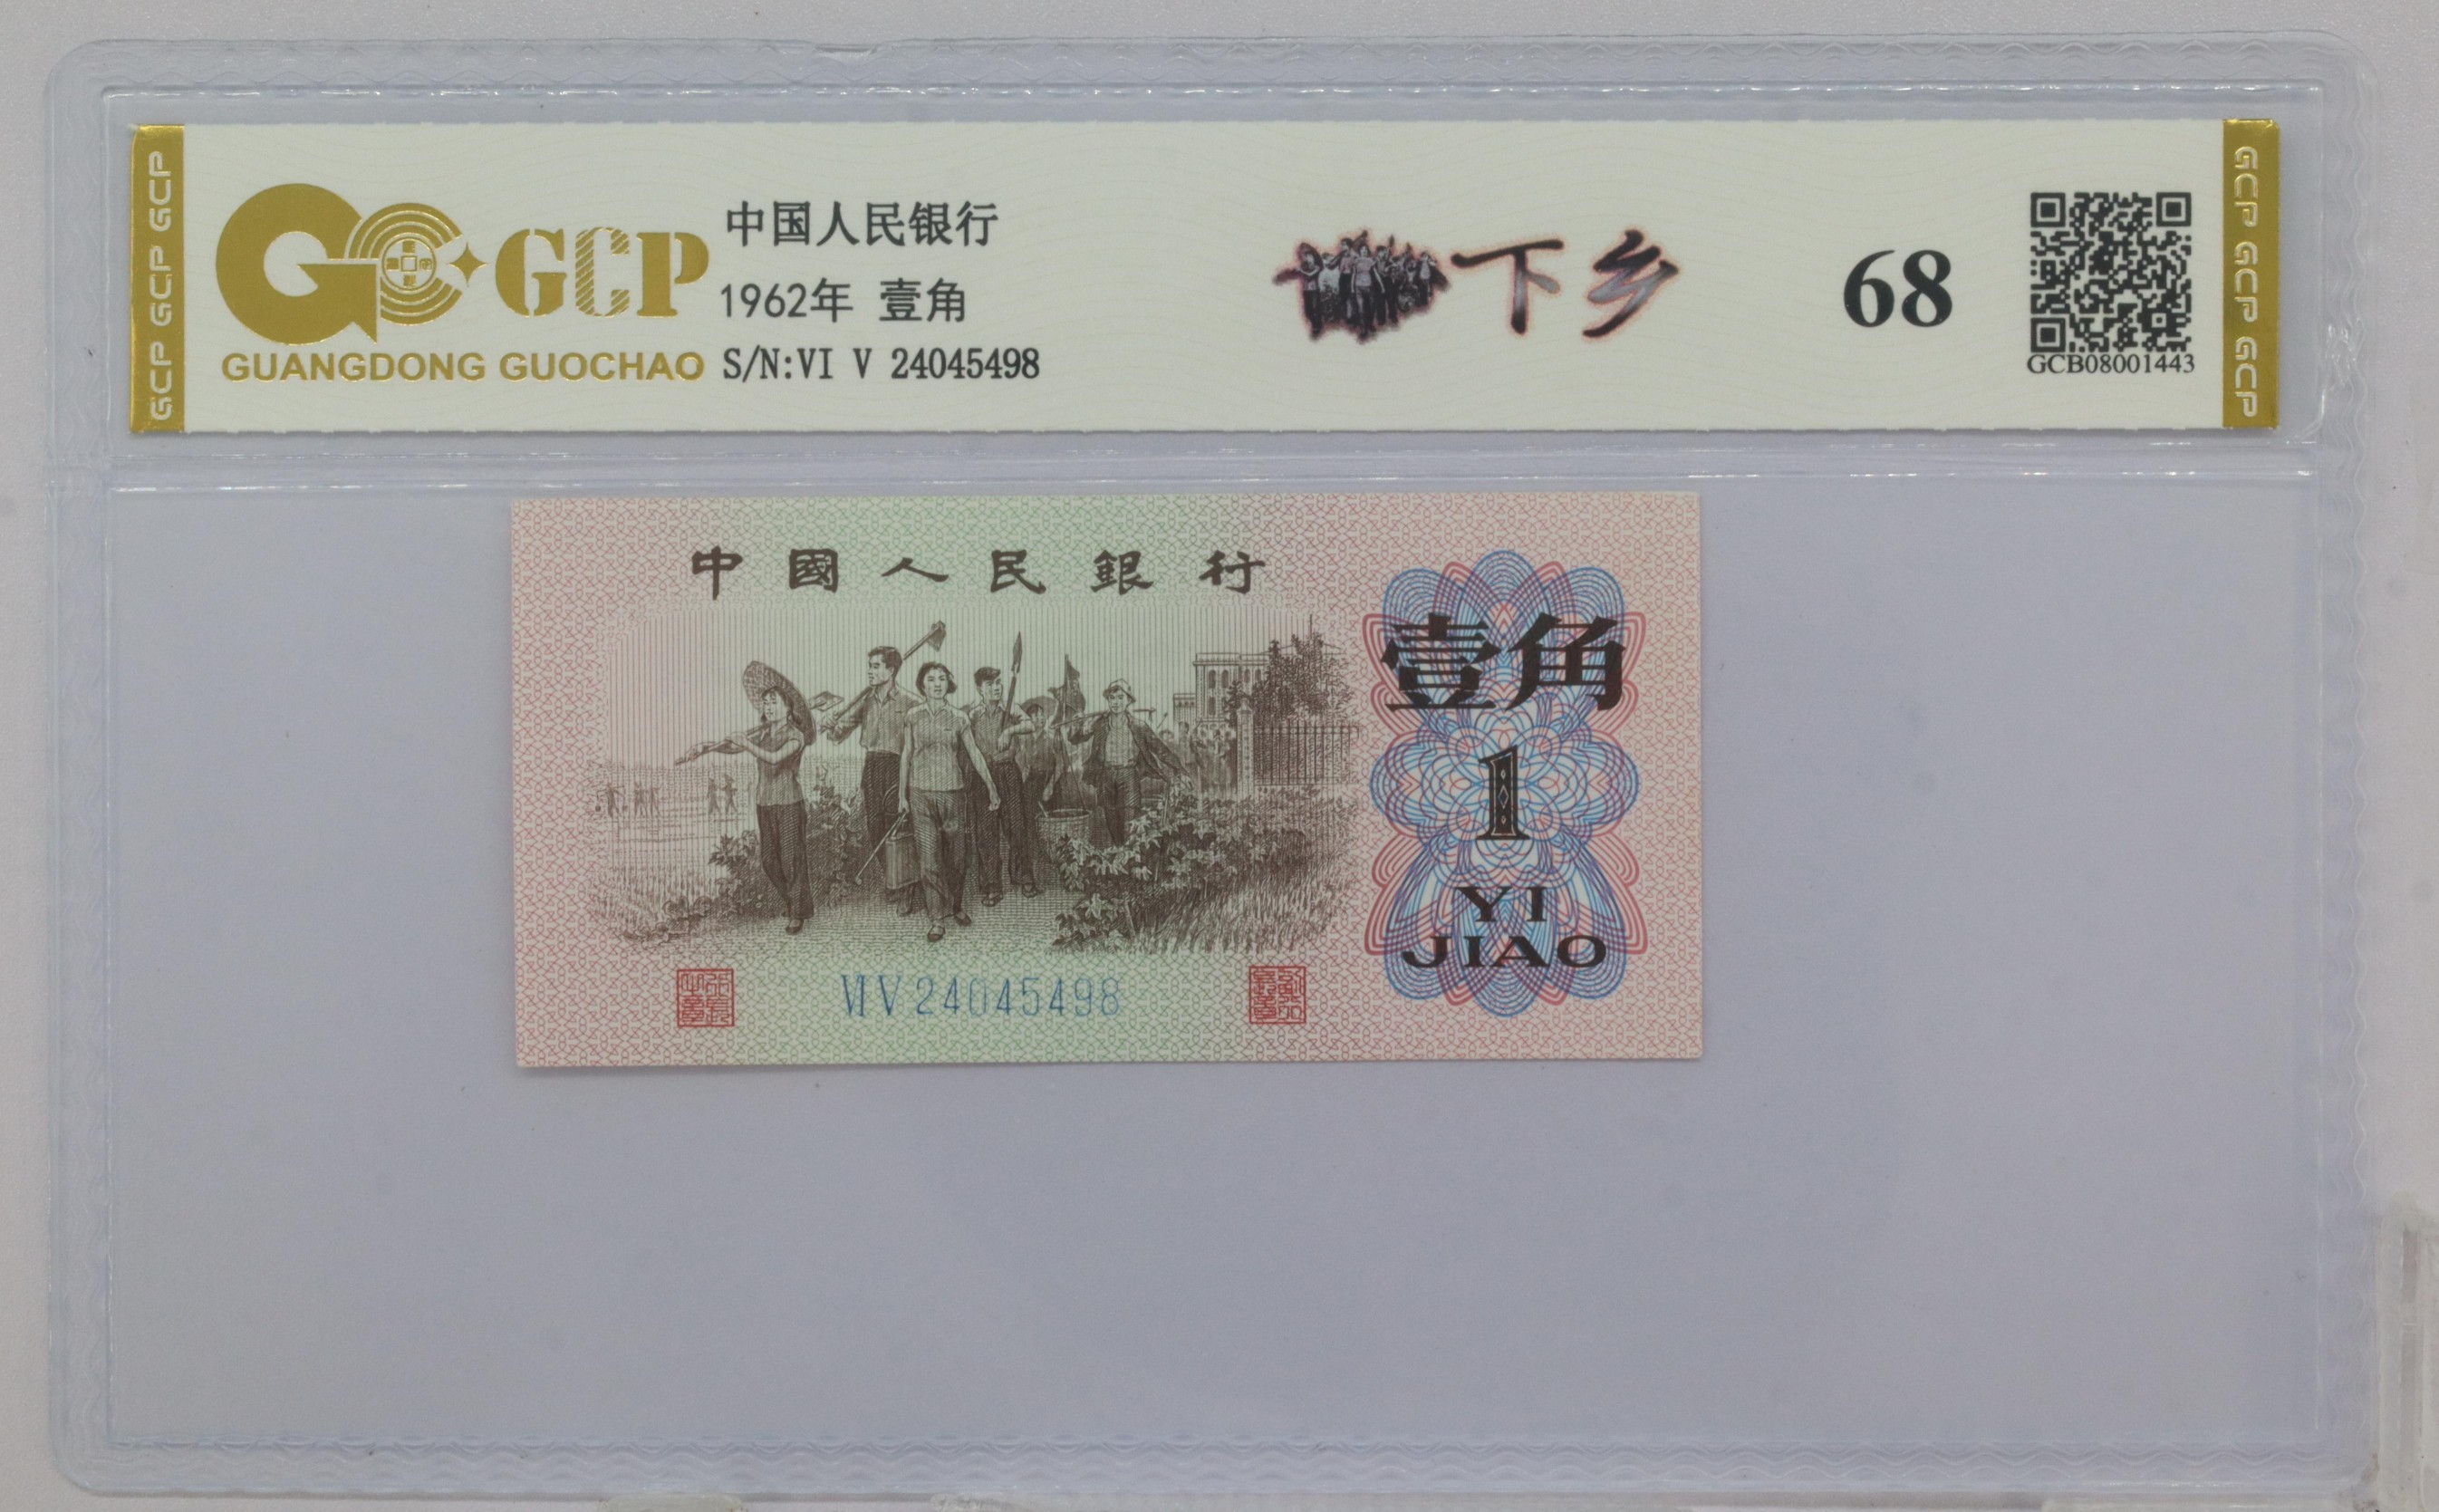 GCP GCP GCP
GCP
GUANGDONG GUOCHAO
中国人民银行
1962年 壹角
S/N:VI V 24045498
下乡
68
GCB08001443
GCP GCP GCP
中國人民銀行
壹角
1
YI
JIAO
VI V 24045498